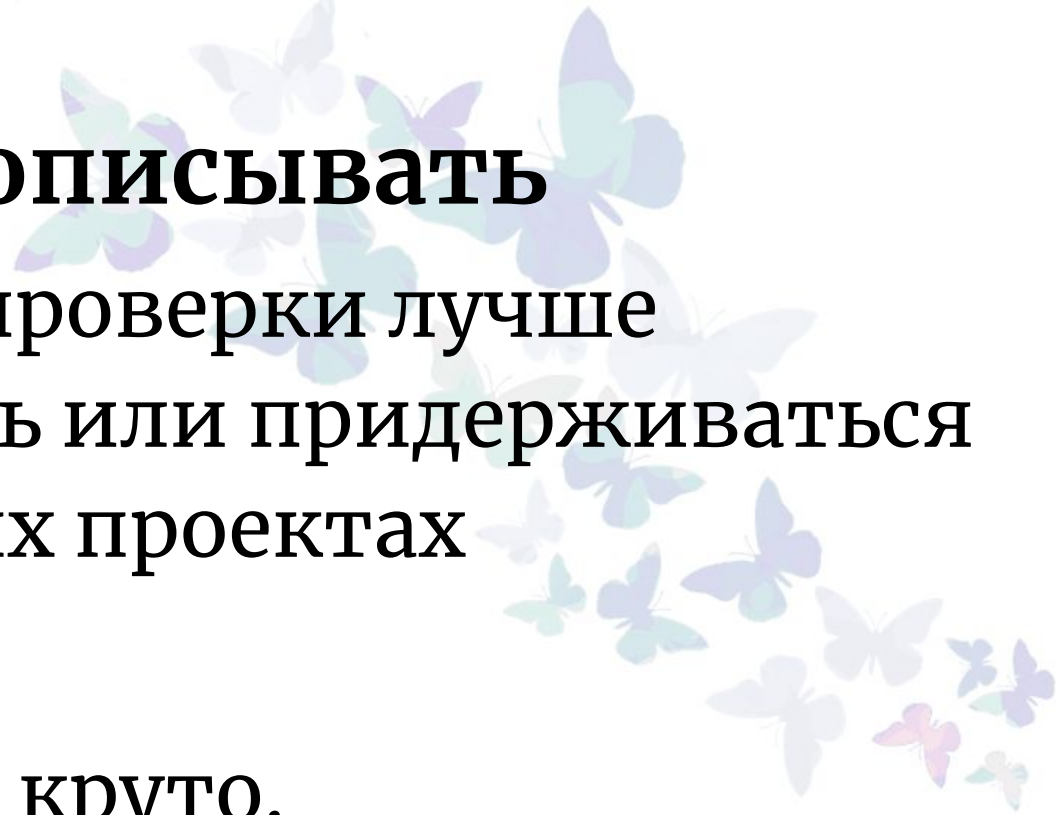 описывать
проверки лучше
ь или придерживаться
х проектах
круто.